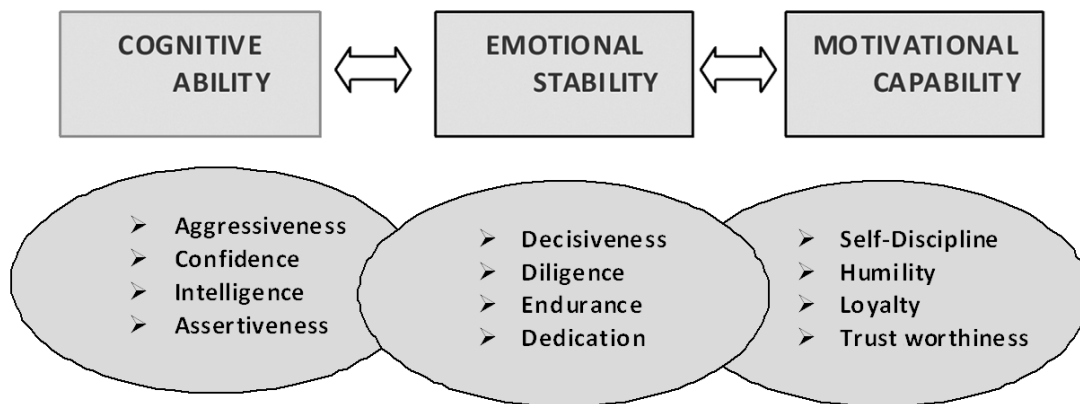 COGNITIVE
ABILITY
EMOTIONAL
STABILITY
MOTIVATIONAL
CAPABILITY
Aggressiveness
Confidence
Intelligence
Assertiveness
Decisiveness
Diligence
Endurance
Dedication
Self-Discipline
Humility
Loyalty
Trust worthiness